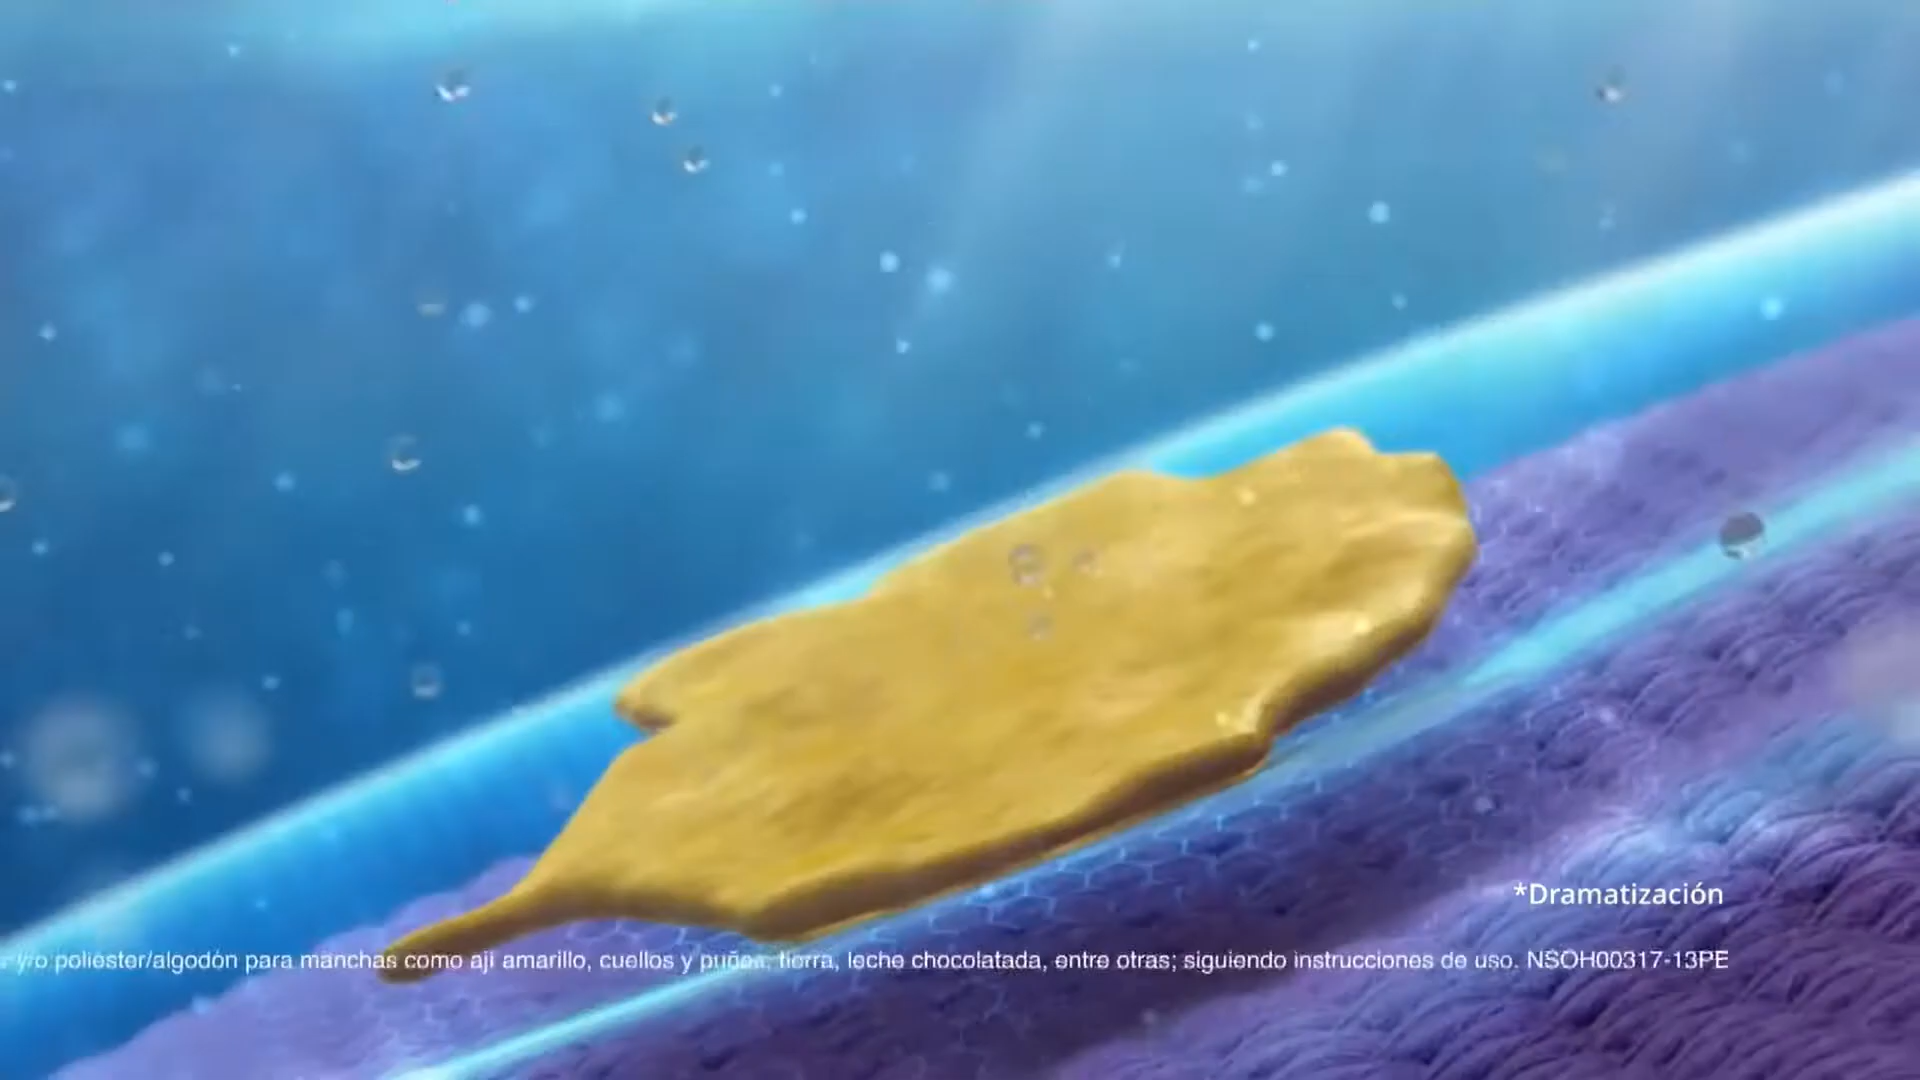 *Dramatización
y/o poliéster/algodón para manchas como ají amarillo, cuellos y puños, tierra, leche chocolatada, entre otras; siguiendo instrucciones de uso. NSOH00317-13PE